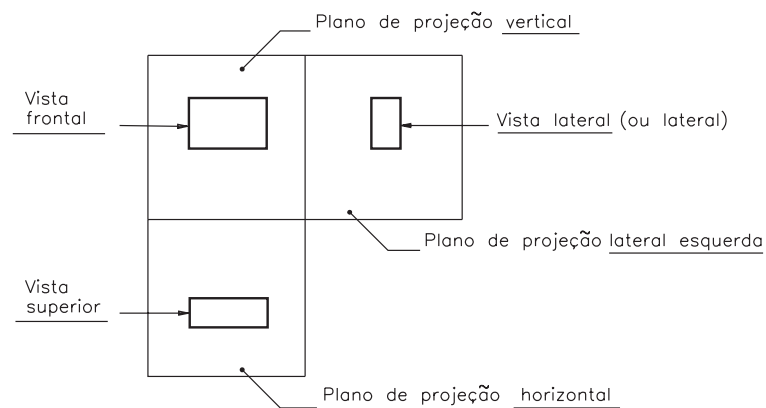 Plano de projeção vertical
Vista
frontal
Vista lateral (ou lateral)
Plano de projeção lateral esquerda
Vista
superior
Plano de projeção horizontal